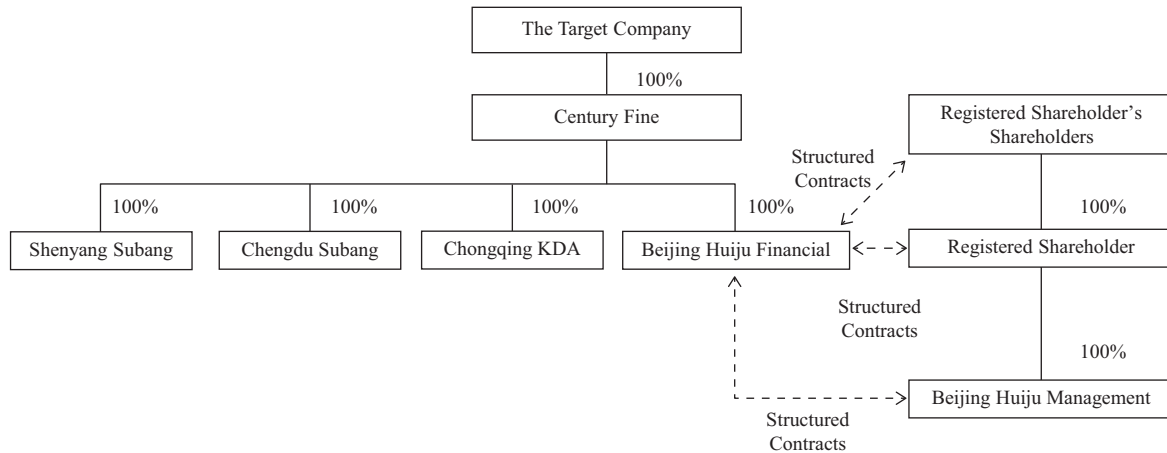 The Target Company
100%
Century Fine
Registered Shareholder’s
Shareholders
Structured
Contracts
100%
100%
100%
100%
100%
Shenyang Subang
Chengdu Subang
Chongqing KDA
Beijing Huiju Financial
Registered Shareholder
Structured
Contracts
100%
Beijing Huiju Management
Structured
Contracts